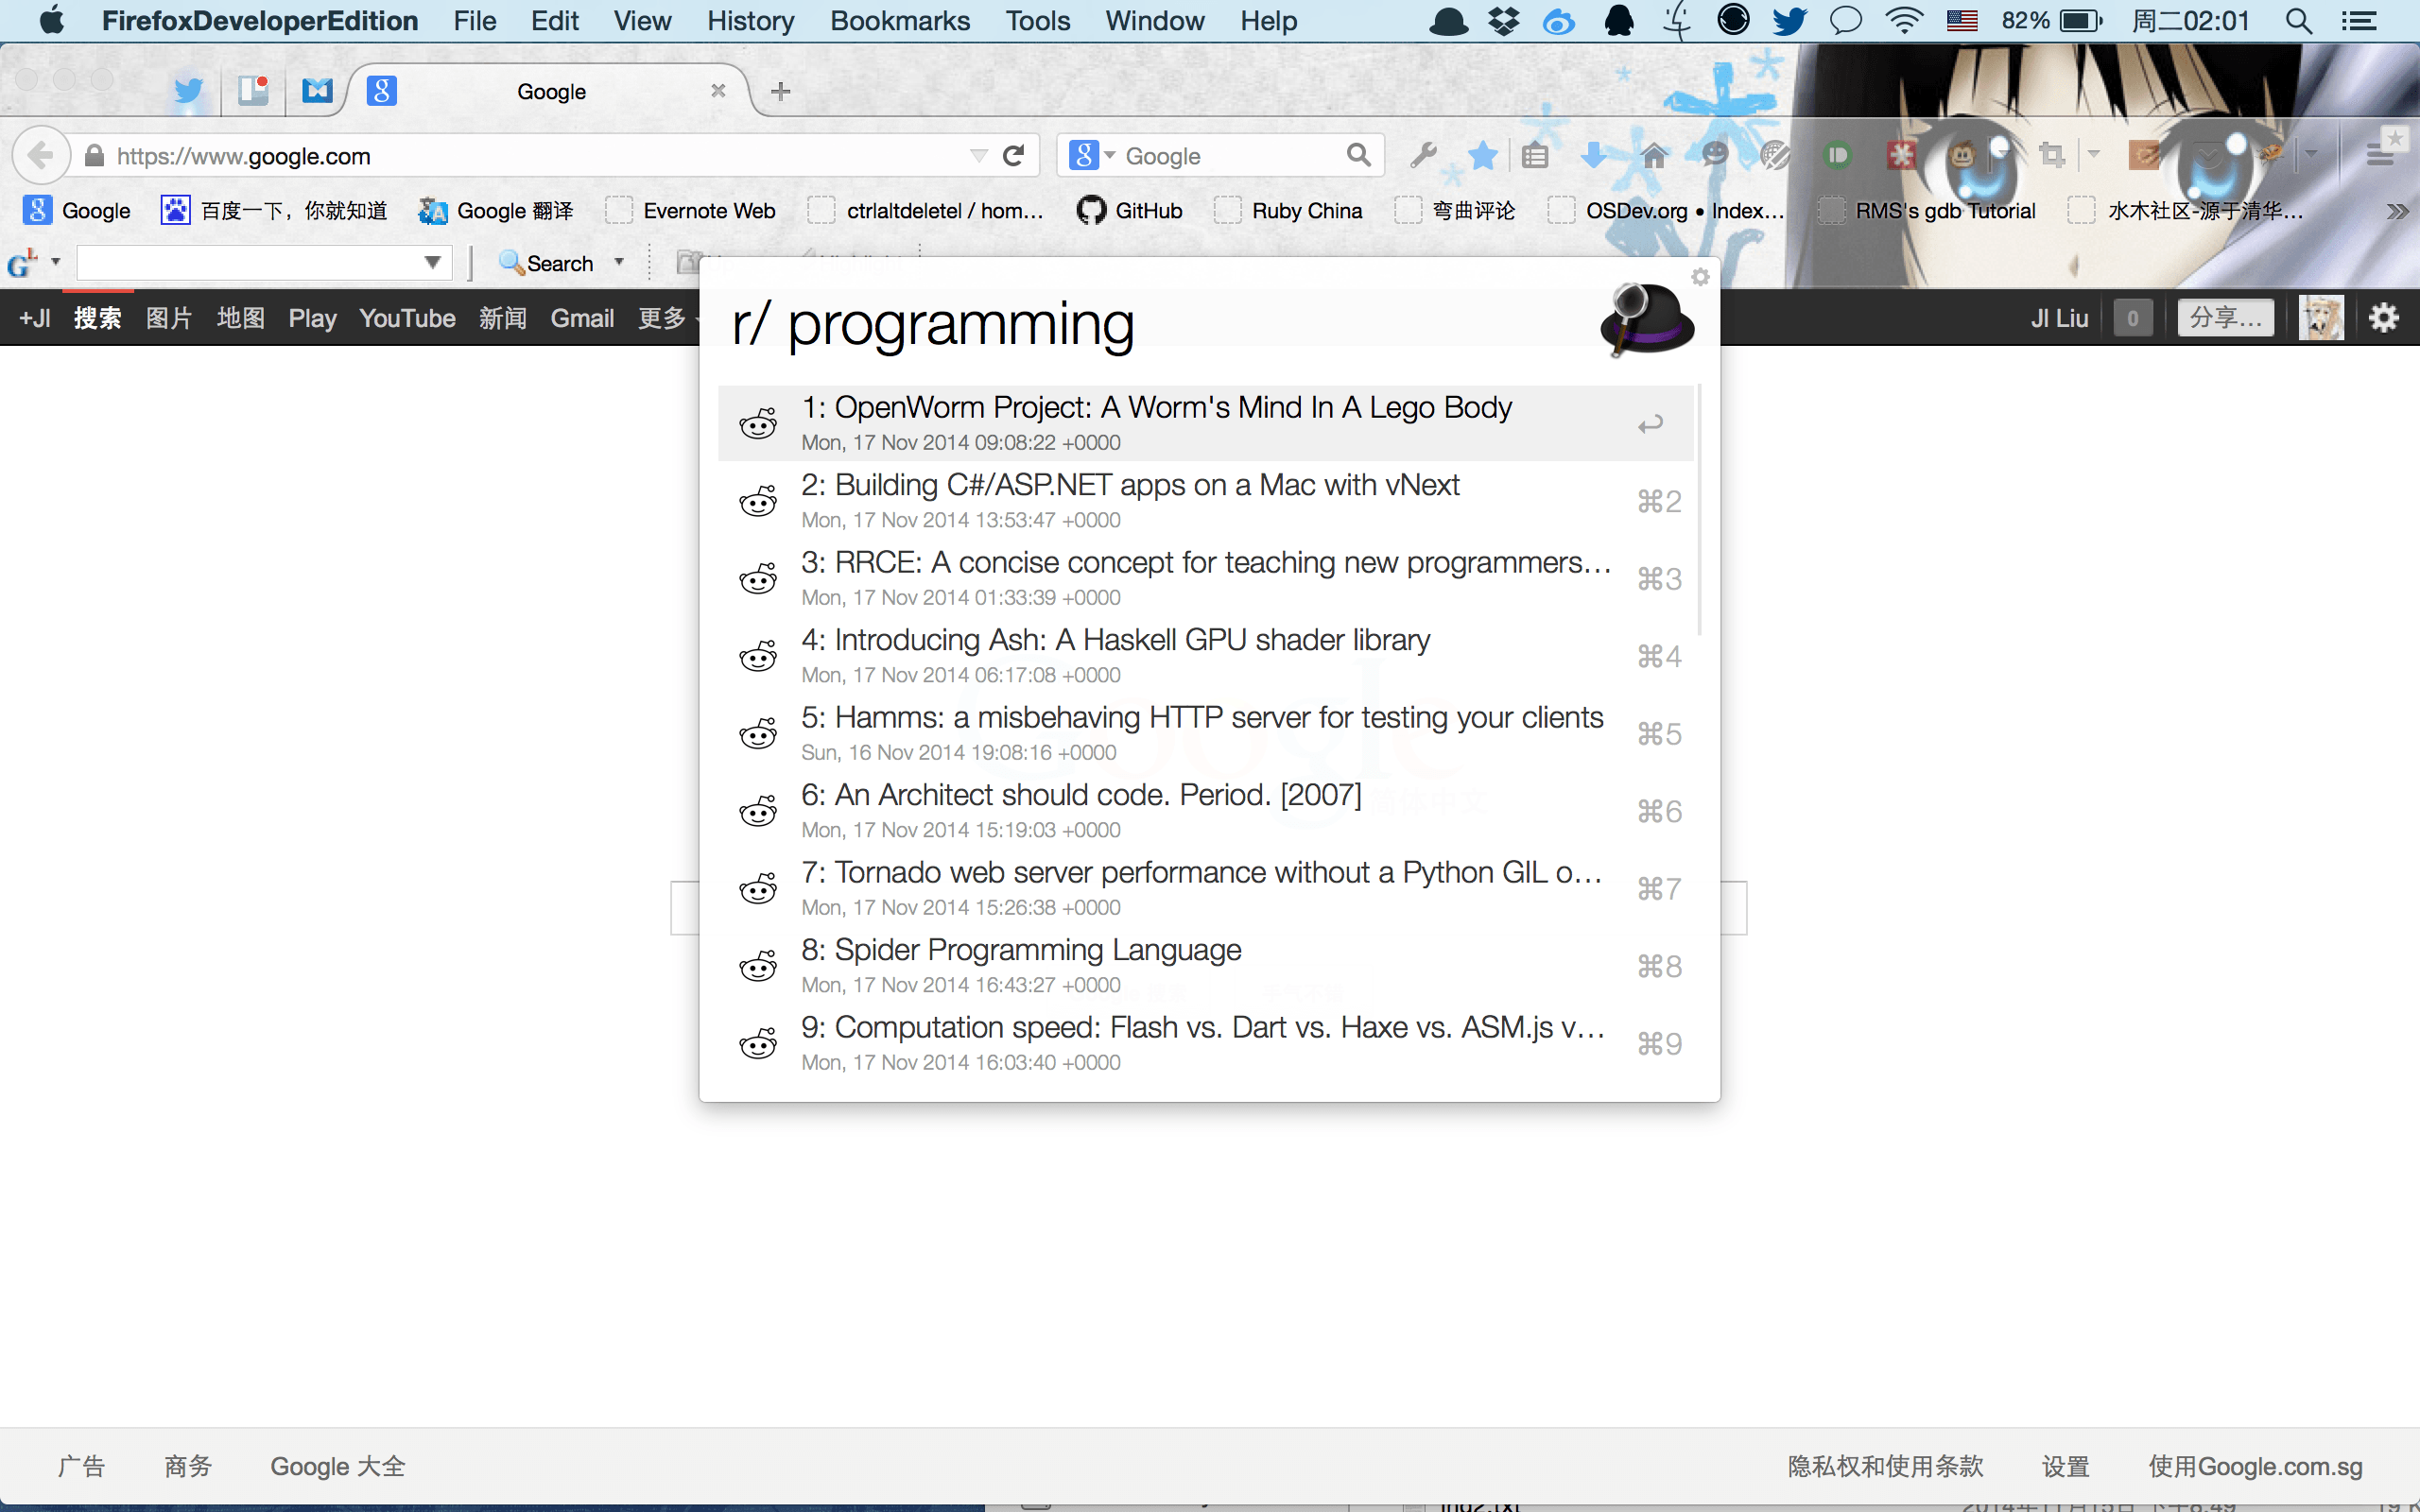 FirefoxDeveloperEdition File Edit View History Bookmarks Tools Window Help 82% 周二02:01
Google
https://www.google.com Google
Google 百度一下，你就知道 Google 翻译 Evernote Web ctrlaltdeletel / hom... GitHub Ruby China 弯曲评论 OSDev.org • Index... RMS's gdb Tutorial 水木社区-源于清华...
Search
+Jl 搜索 图片 地图 Play YouTube 新闻 Gmail 更多 Jl Liu 0 分享...
r/ programming
1: OpenWorm Project: A Worm's Mind In A Lego Body
Mon, 17 Nov 2014 09:08:22 +0000
2: Building C#/ASP.NET apps on a Mac with vNext ⌘2
Mon, 17 Nov 2014 13:53:47 +0000
3: RRCE: A concise concept for teaching new programmers... ⌘3
Mon, 17 Nov 2014 01:33:39 +0000
4: Introducing Ash: A Haskell GPU shader library ⌘4
Mon, 17 Nov 2014 06:17:08 +0000
5: Hamms: a misbehaving HTTP server for testing your clients ⌘5
Sun, 16 Nov 2014 19:08:16 +0000
6: An Architect should code. Period. [2007] ⌘6
Mon, 17 Nov 2014 15:19:03 +0000
7: Tornado web server performance without a Python GIL o... ⌘7
Mon, 17 Nov 2014 15:26:38 +0000
8: Spider Programming Language ⌘8
Mon, 17 Nov 2014 16:43:27 +0000
9: Computation speed: Flash vs. Dart vs. Haxe vs. ASM.js v... ⌘9
Mon, 17 Nov 2014 16:03:40 +0000
广告 商务 Google 大全 隐私权和使用条款 设置 使用Google.com.sg